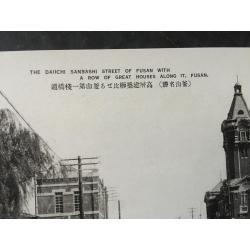 THE DAIICHI SANBASHI STREET OF FUSAN WITH
A ROW OF GREAT HOUSES ALONG IT, FUSAN.
(釜山名勝) 高層建築櫛比せる釜山第一棧橋通